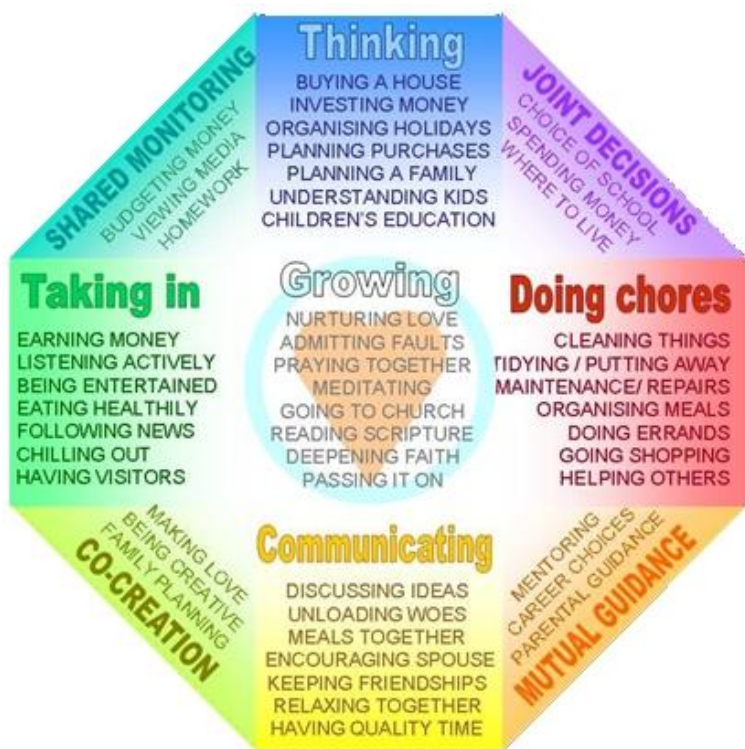 Thinking
BUYING A HOUSE
INVESTING MONEY
ORGANISING HOLIDAYS
PLANNING PURCHASES
PLANNING A FAMILY
UNDERSTANDING KIDS
CHILDREN'S EDUCATION
SHARED MONITORING
BUDGETING MONEY
VIEWING MEDIA
HOMEWORK
JOINT DECISIONS
CHOICE OF SCHOOL
SPENDING MONEY
WHERE TO LIVE
Taking in
EARNING MONEY
LISTENING ACTIVELY
BEING ENTERTAINED
EATING HEALTHILY
FOLLOWING NEWS
CHILLING OUT
HAVING VISITORS
Growing
NURTURING LOVE
ADMITTING FAULTS
PRAYING TOGETHER
MEDITATING
GOING TO CHURCH
READING SCRIPTURE
DEEPENING FAITH
PASSING IT ON
Doing chores
CLEANING THINGS
TIDYING / PUTTING AWAY
MAINTENANCE/ REPAIRS
ORGANISING MEALS
DOING ERRANDS
GOING SHOPPING
HELPING OTHERS
MAKING LOVE
BEING CREATIVE
FAMILY PLANNING
CO-CREATION
Communicating
DISCUSSING IDEAS
UNLOADING WOES
MEALS TOGETHER
ENCOURAGING SPOUSE
KEEPING FRIENDSHIPS
RELAXING TOGETHER
HAVING QUALITY TIME
MENTORING
CAREER CHOICES
PARENTAL GUIDANCE
MUTUAL GUIDANCE